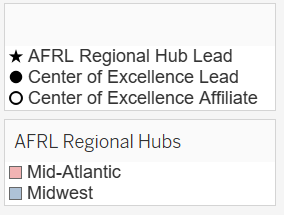 AFRL Regional Hub Lead
Center of Excellence Lead
Center of Excellence Affiliate
AFRL Regional Hubs
Mid-Atlantic
Midwest